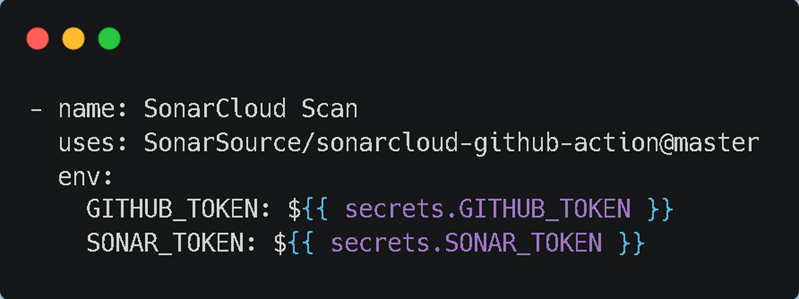 - name: SonarCloud Scan
uses: SonarSource/sonarcloud-github-action@master
env:
GITHUB_TOKEN: ${{ secrets.GITHUB_TOKEN }}
SONAR_TOKEN: ${{ secrets.SONAR_TOKEN }}